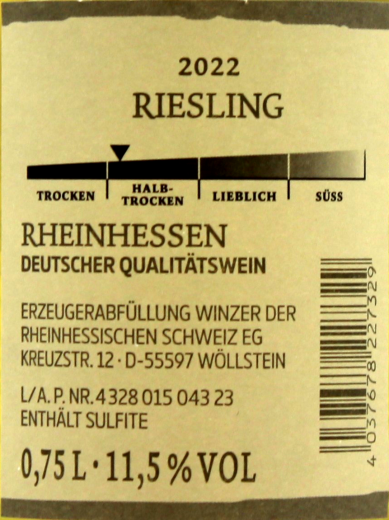 2022
RIESLING
TROCKEN
HALB-
TROCKEN
LIEBLICH
SÜSS
RHEINHESSEN
DEUTSCHER QUALITÄTSWEIN
ERZEUGERABFÜLLUNG WINZER DER
RHEINHESSISCHEN SCHWEIZ EG
KREUZSTR. 12 · D-55597 WÖLLSTEIN
L/A. P. NR. 4 328 015 043 23
ENTHÄLT SULFITE
0,75 L · 11,5 % VOL
4 037678 227329